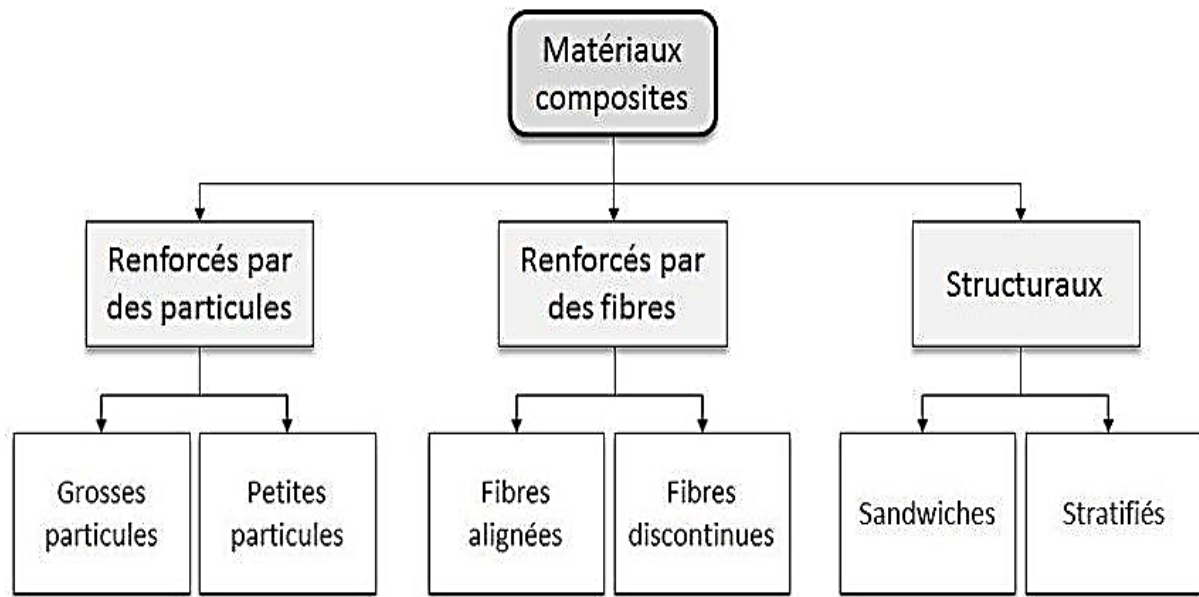 Matériaux
composites
Renforcés par
des particules
Renforcés par
des fibres
Structuraux
Grosses
particules
Petites
particules
Fibres
alignées
Fibres
discontinues
Sandwiches
Stratifiés